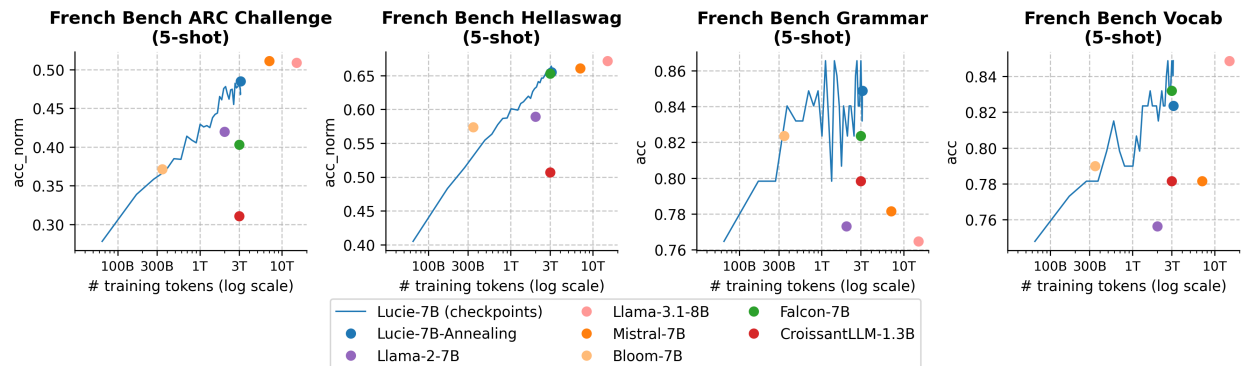 French Bench ARC Challenge
(5-shot)
acc_norm
0.50
0.45
0.40
0.35
0.30
100B 300B 1T 3T 10T
# training tokens (log scale)
French Bench Hellaswag
(5-shot)
acc_norm
0.65
0.60
0.55
0.50
0.45
0.40
100B 300B 1T 3T 10T
# training tokens (log scale)
French Bench Grammar
(5-shot)
acc
0.86
0.84
0.82
0.80
0.78
0.76
100B 300B 1T 3T 10T
# training tokens (log scale)
French Bench Vocab
(5-shot)
acc
0.84
0.82
0.80
0.78
0.76
100B 300B 1T 3T 10T
# training tokens (log scale)
Lucie-7B (checkpoints)
Lucie-7B-Annealing
Llama-2-7B
Llama-3.1-8B
Mistral-7B
Bloom-7B
Falcon-7B
CroissantLLM-1.3B